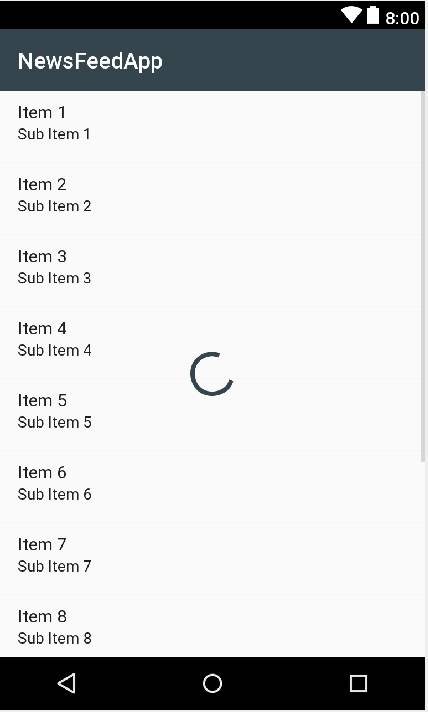 8:00
NewsFeedApp
Item 1
Sub Item 1
Item 2
Sub Item 2
Item 3
Sub Item 3
Item 4
Sub Item 4
Item 5
Sub Item 5
Item 6
Sub Item 6
Item 7
Sub Item 7
Item 8
Sub Item 8